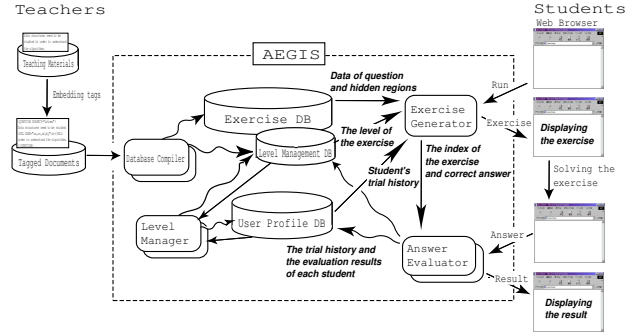 Teachers
Students
Web Browser
AEGIS
Teaching Materials
Embedding tags
Tagged Documents
Database Compiler
Exercise DB
Level Management DB
User Profile DB
Level
Manager
Data of question
and hidden regions
The level of
the exercise
Student's
trial history
Exercise
Generator
The index of
the exercise
and correct answer
The trial history and
the evaluation results
of each student
Answer
Evaluator
Run
Exercise
Displaying
the exercise
Solving the
exercise
Answer
Result
Displaying
the result